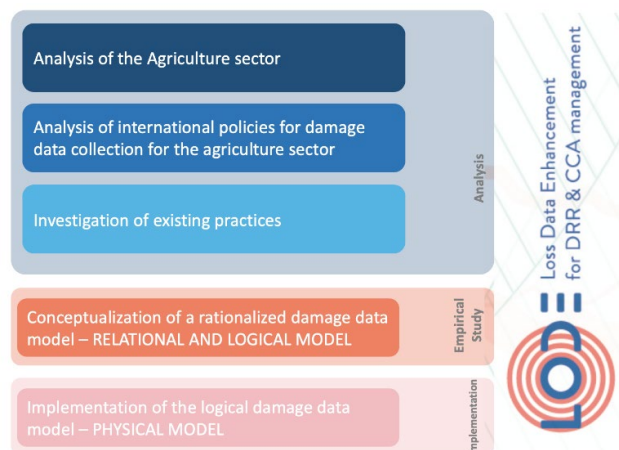 Analysis of the Agriculture sector
Analysis of international policies for damage
data collection for the agriculture sector
Investigation of existing practices
Analysis
Conceptualization of a rationalized damage data
model – RELATIONAL AND LOGICAL MODEL
Empirical
Study
Implementation of the logical damage data
model – PHYSICAL MODEL
mplementation
LODE
Loss Data Enhancement
for DRR & CCA management